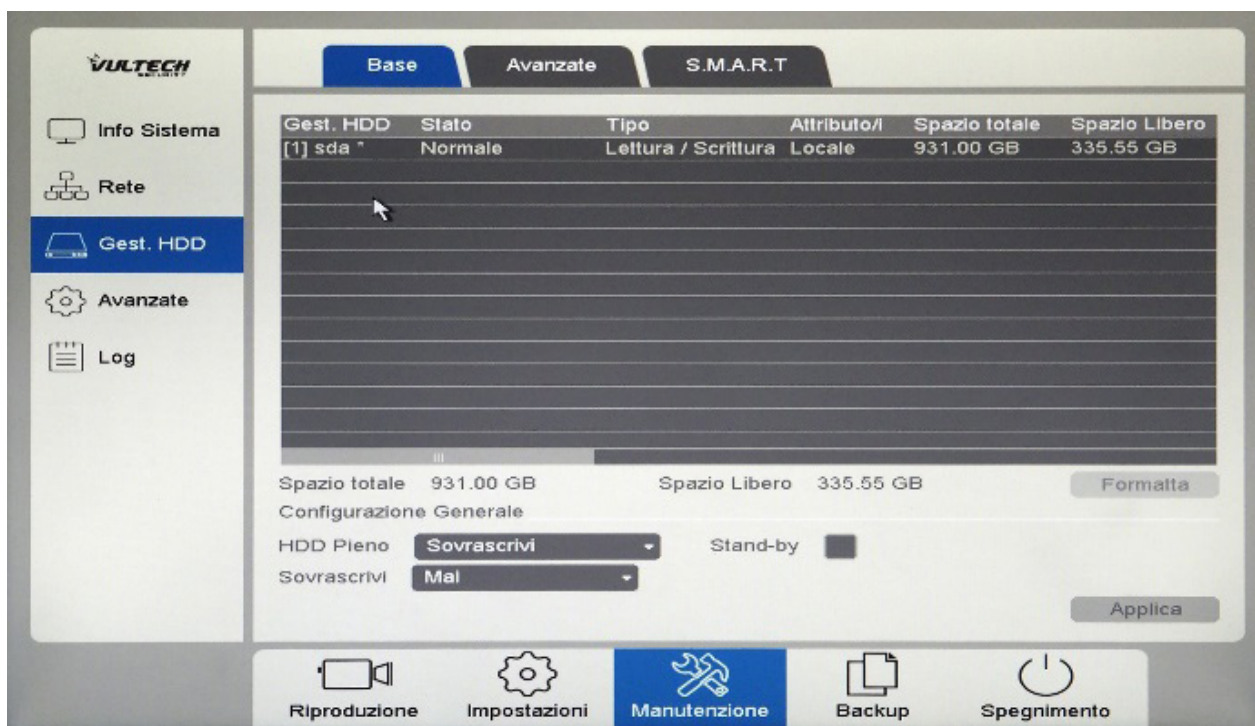 VULTECH
SECURITY
Base Avanzate S.M.A.R.T
Info Sistema
Rete
Gest. HDD
Avanzate
Log
Gest. HDD Stato Tipo Attributo/i Spazio totale Spazio Libero
[1] sda * Normale Lettura / Scrittura Locale 931.00 GB 335.55 GB
Spazio totale 931.00 GB Spazio Libero 335.55 GB Formatta
Configurazione Generale
HDD Pieno Sovrascrivi Stand-by
Sovrascrivi Mai
Applica
Riproduzione Impostazioni Manutenzione Backup Spegnimento